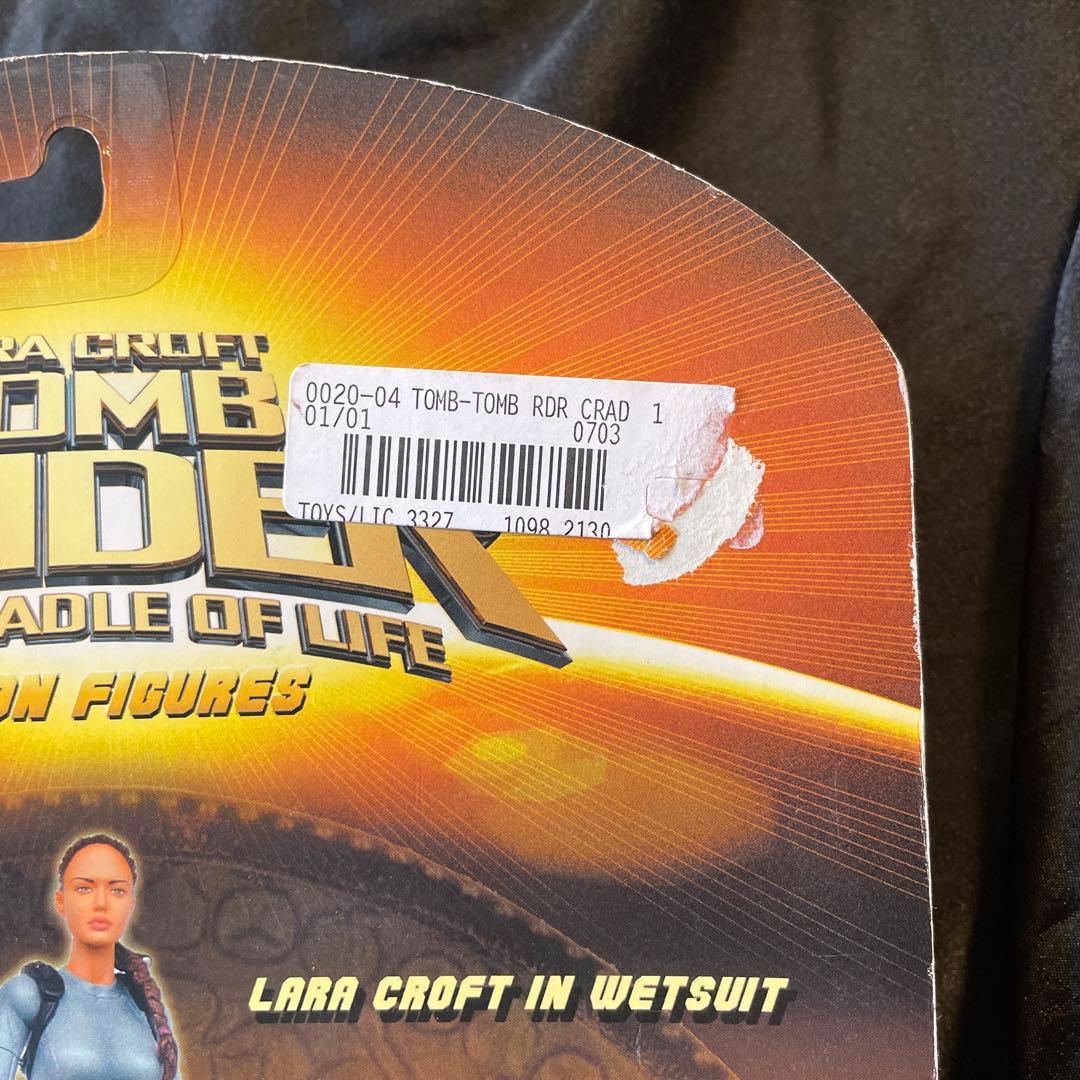 RA CROFT
OMB
IDER
ADLE OF LIFE
ON FIGURES
0020-04 TOMB-TOMB RDR CRAD 1
01/01 0703
TOYS/LIC 3327 1098 2130
LARA CROFT IN WETSUIT